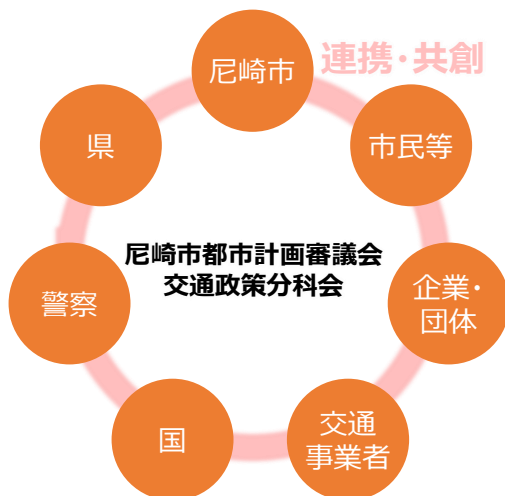 尼崎市
連携・共創
県
市民等
尼崎市都市計画審議会
交通政策分科会
警察
企業・
団体
国
交通
事業者